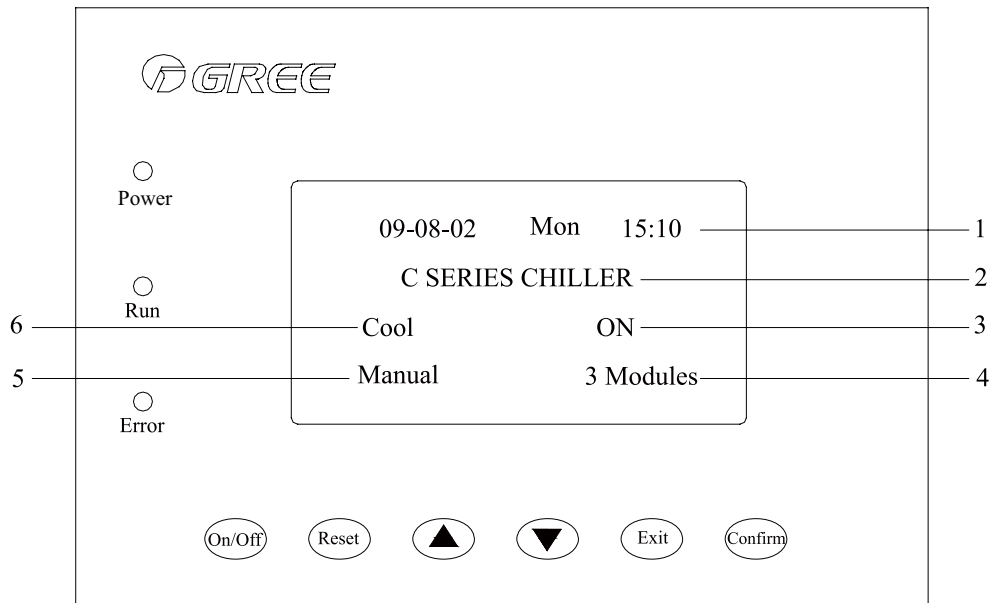 GREE
Power
09-08-02 Mon 15:10 1
C SERIES CHILLER 2
Run
6 Cool ON 3
5 Manual 3 Modules 4
Error
On/Off Reset ▲ ▼ Exit Confirm